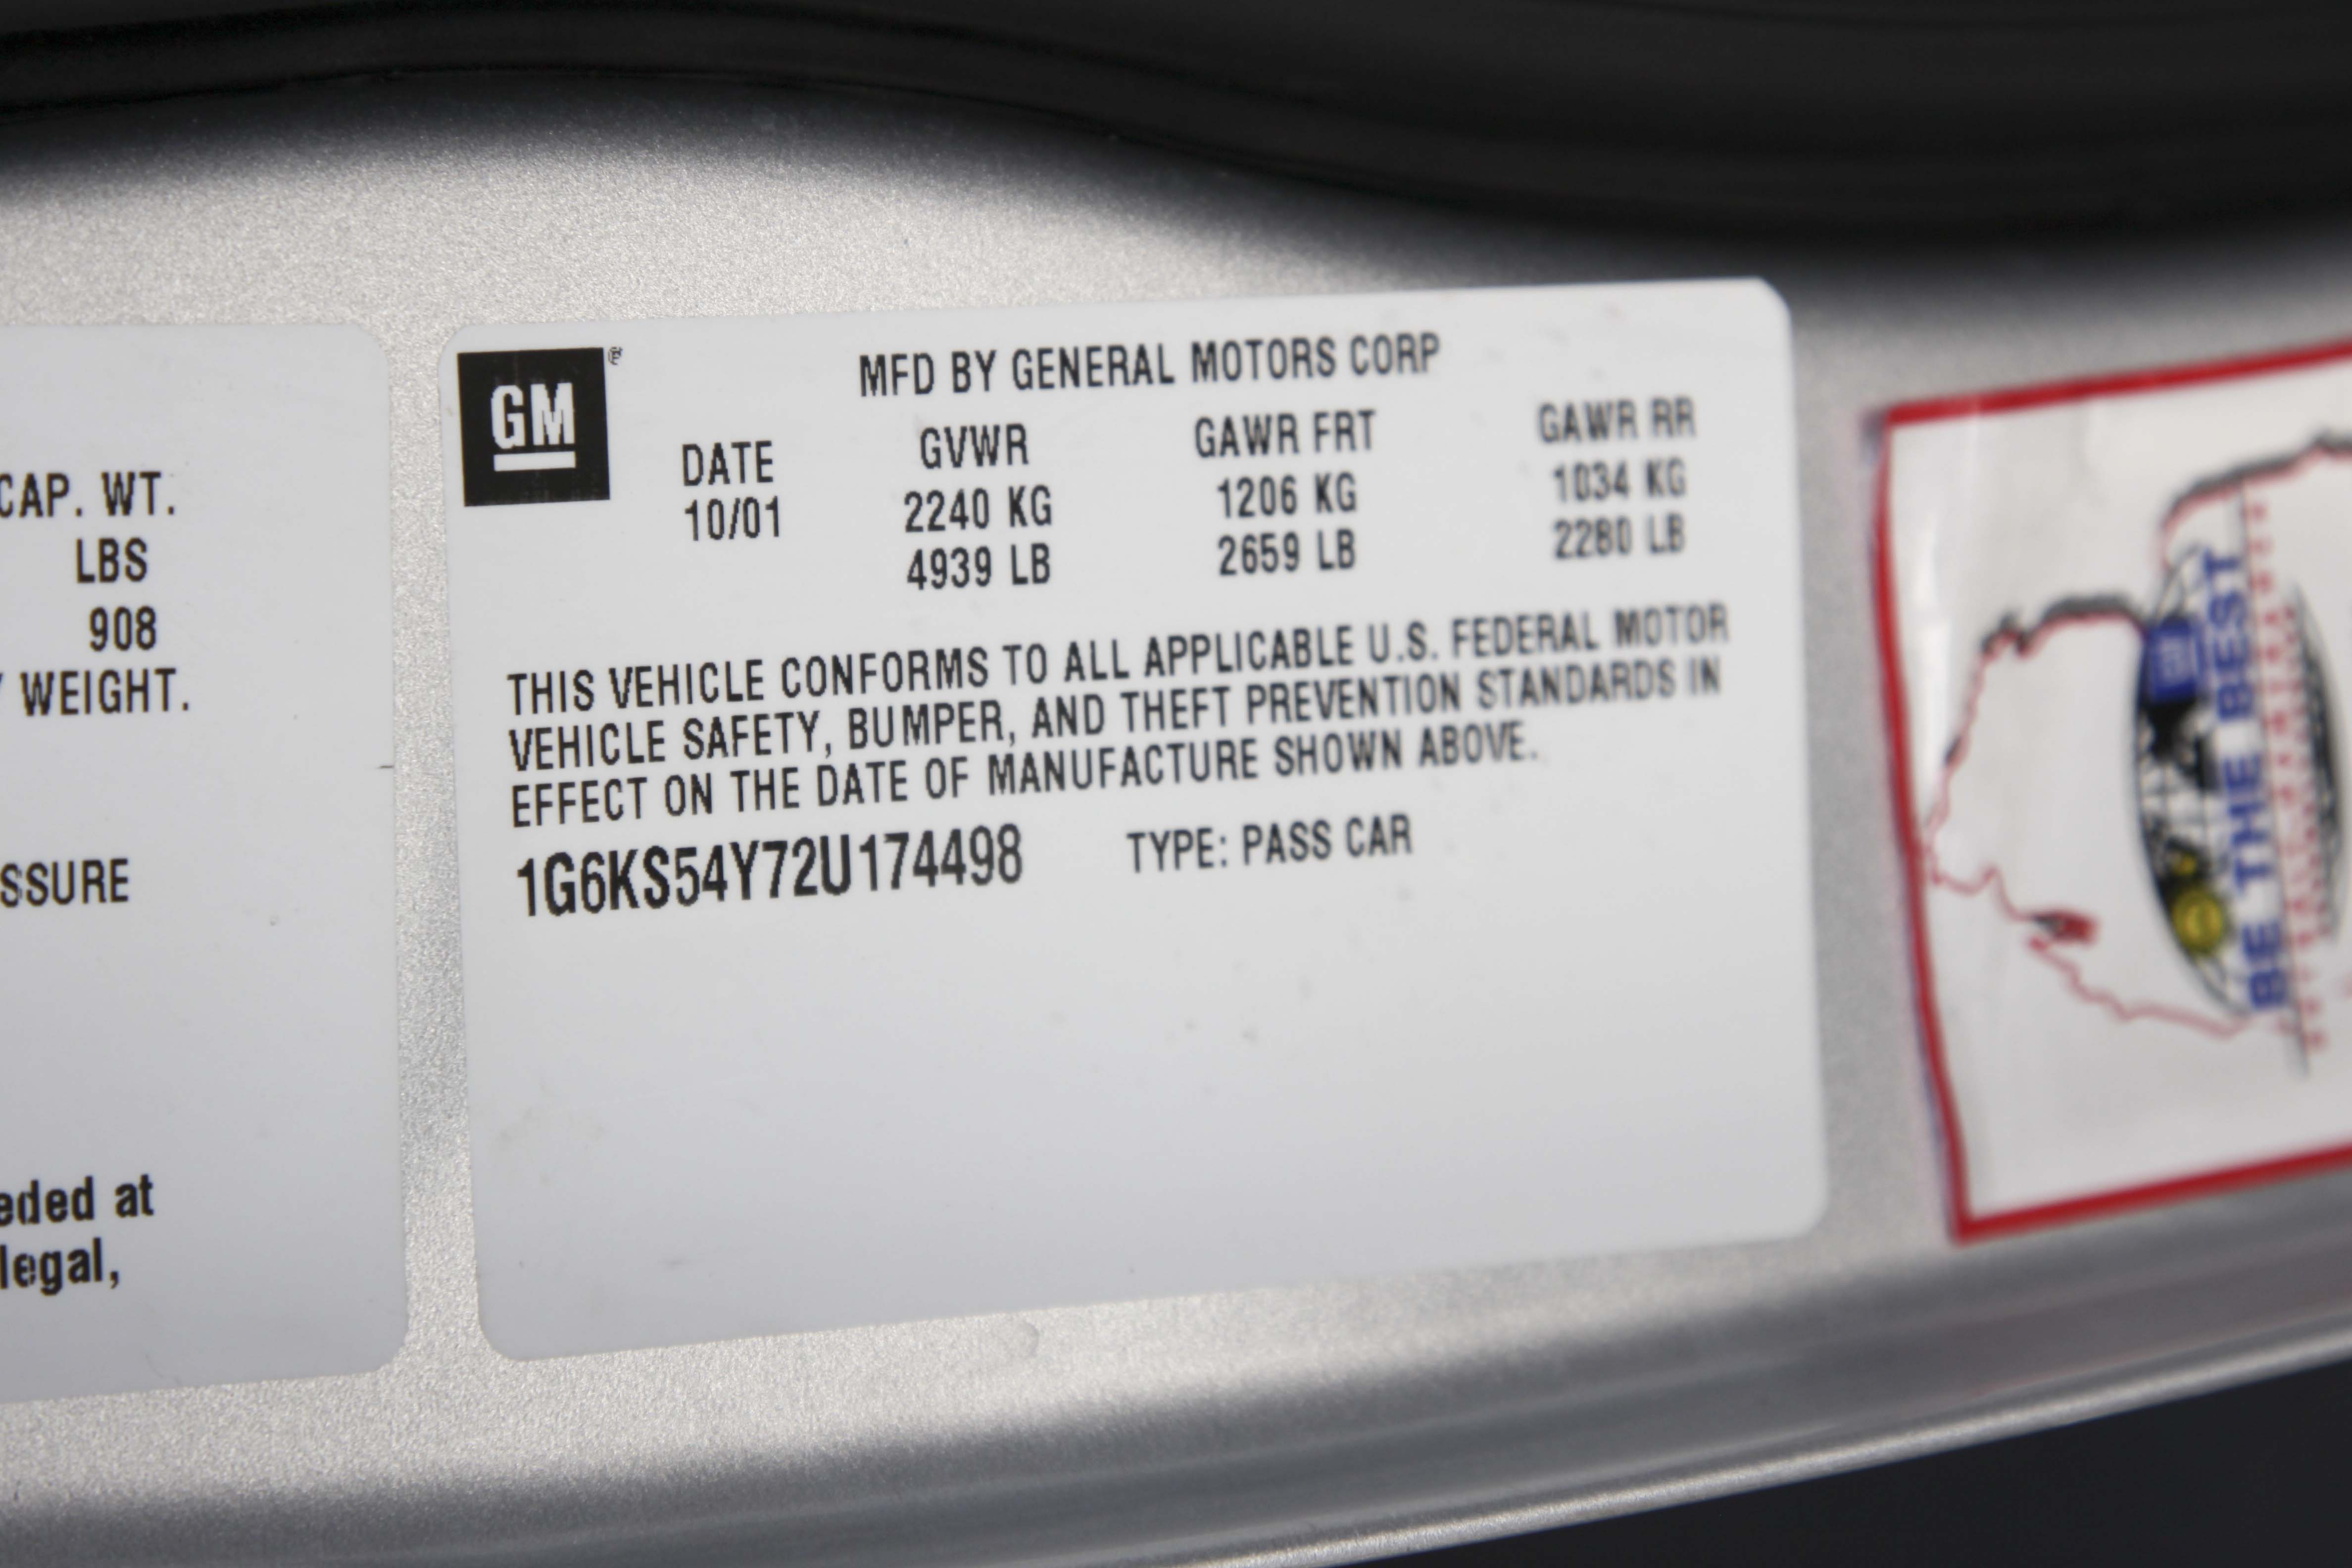 CAP. WT.
LBS
908
WEIGHT.
SSURE
eded at
legal,
GM
®
MFD BY GENERAL MOTORS CORP
DATE GVWR GAWR FRT GAWR RR
10/01 2240 KG 1206 KG 1034 KG
4939 LB 2659 LB 2280 LB
THIS VEHICLE CONFORMS TO ALL APPLICABLE U.S. FEDERAL MOTOR
VEHICLE SAFETY, BUMPER, AND THEFT PREVENTION STANDARDS IN
EFFECT ON THE DATE OF MANUFACTURE SHOWN ABOVE.
1G6KS54Y72U174498 TYPE: PASS CAR
BE THE BEST